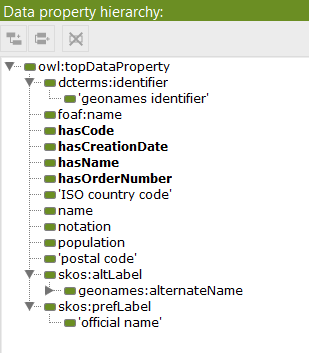 Data property hierarchy:
owl:topDataProperty
dcterms:identifier
'geonames identifier'
foaf:name
hasCode
hasCreationDate
hasName
hasOrderNumber
'ISO country code'
name
notation
population
'postal code'
skos:altLabel
geonames:alternateName
skos:prefLabel
'official name'